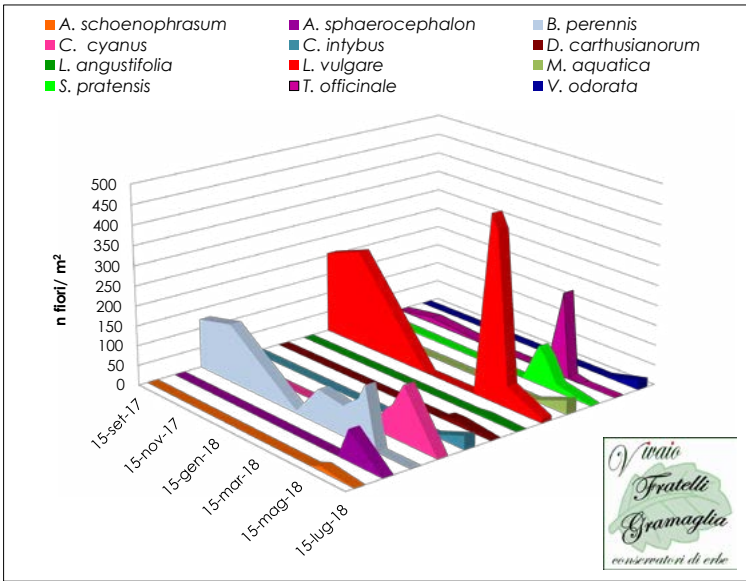 A. schoenophrasum A. sphaerocephalon B. perennis
C. cyanus C. intybus D. carthusianorum
L. angustifolia L. vulgare M. aquatica
S. pratensis T. officinale V. odorata
n fiori/ m²
500
450
400
350
300
250
200
150
100
50
0
15-set-17
15-nov-17
15-gen-18
15-mar-18
15-mag-18
15-lug-18
Vivaio
Fratelli
Gramaglia
conservatori di erbe